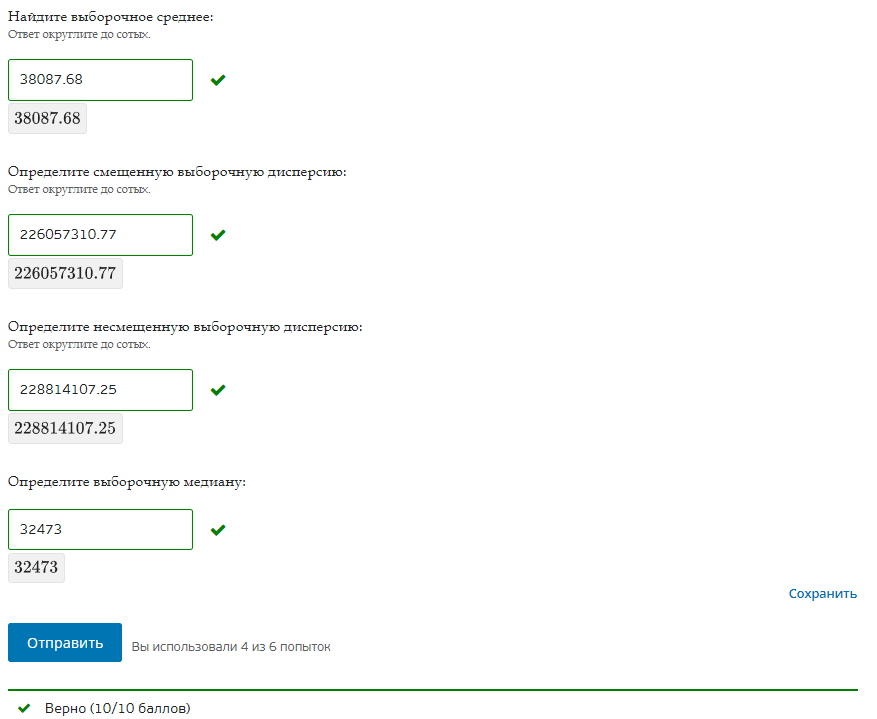 Найдите выборочное среднее:
Ответ округлите до сотых.
38087.68
38087.68
Определите смещенную выборочную дисперсию:
Ответ округлите до сотых.
226057310.77
226057310.77
Определите несмещенную выборочную дисперсию:
Ответ округлите до сотых.
228814107.25
228814107.25
Определите выборочную медиану:
32473
32473
Сохранить
Отправить Вы использовали 4 из 6 попыток
Верно (10/10 баллов)